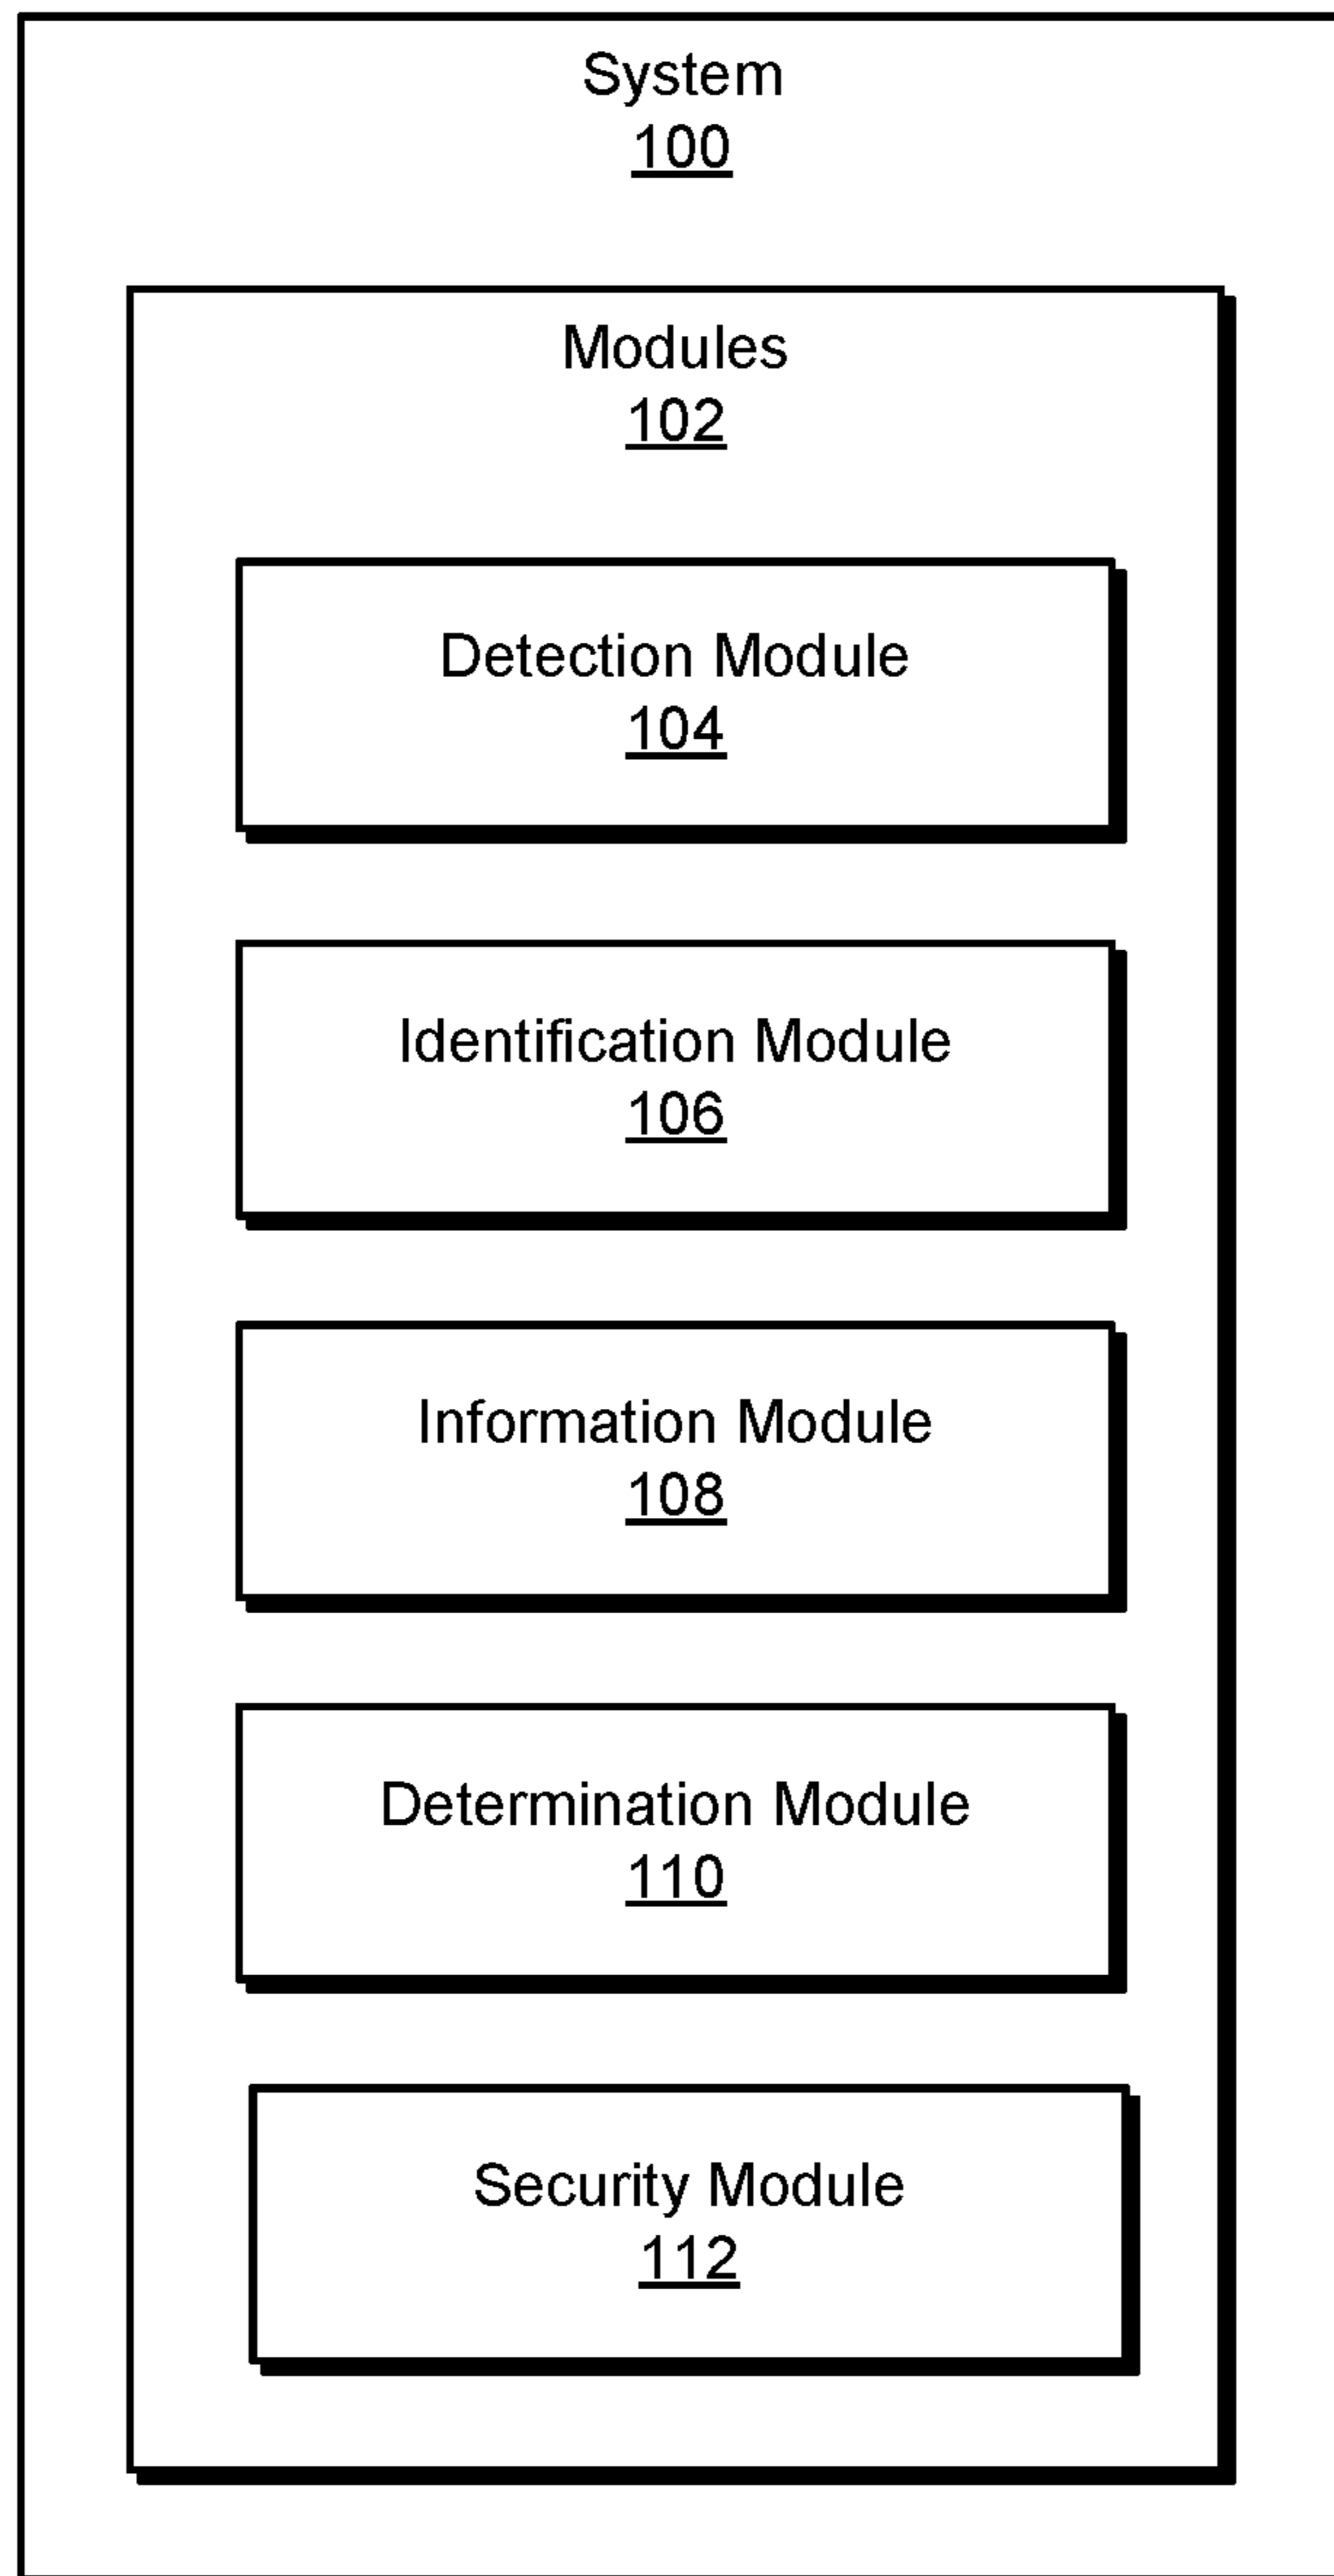 System
100
Modules
102
Detection Module
104
Identification Module
106
Information Module
108
Determination Module
110
Security Module
112